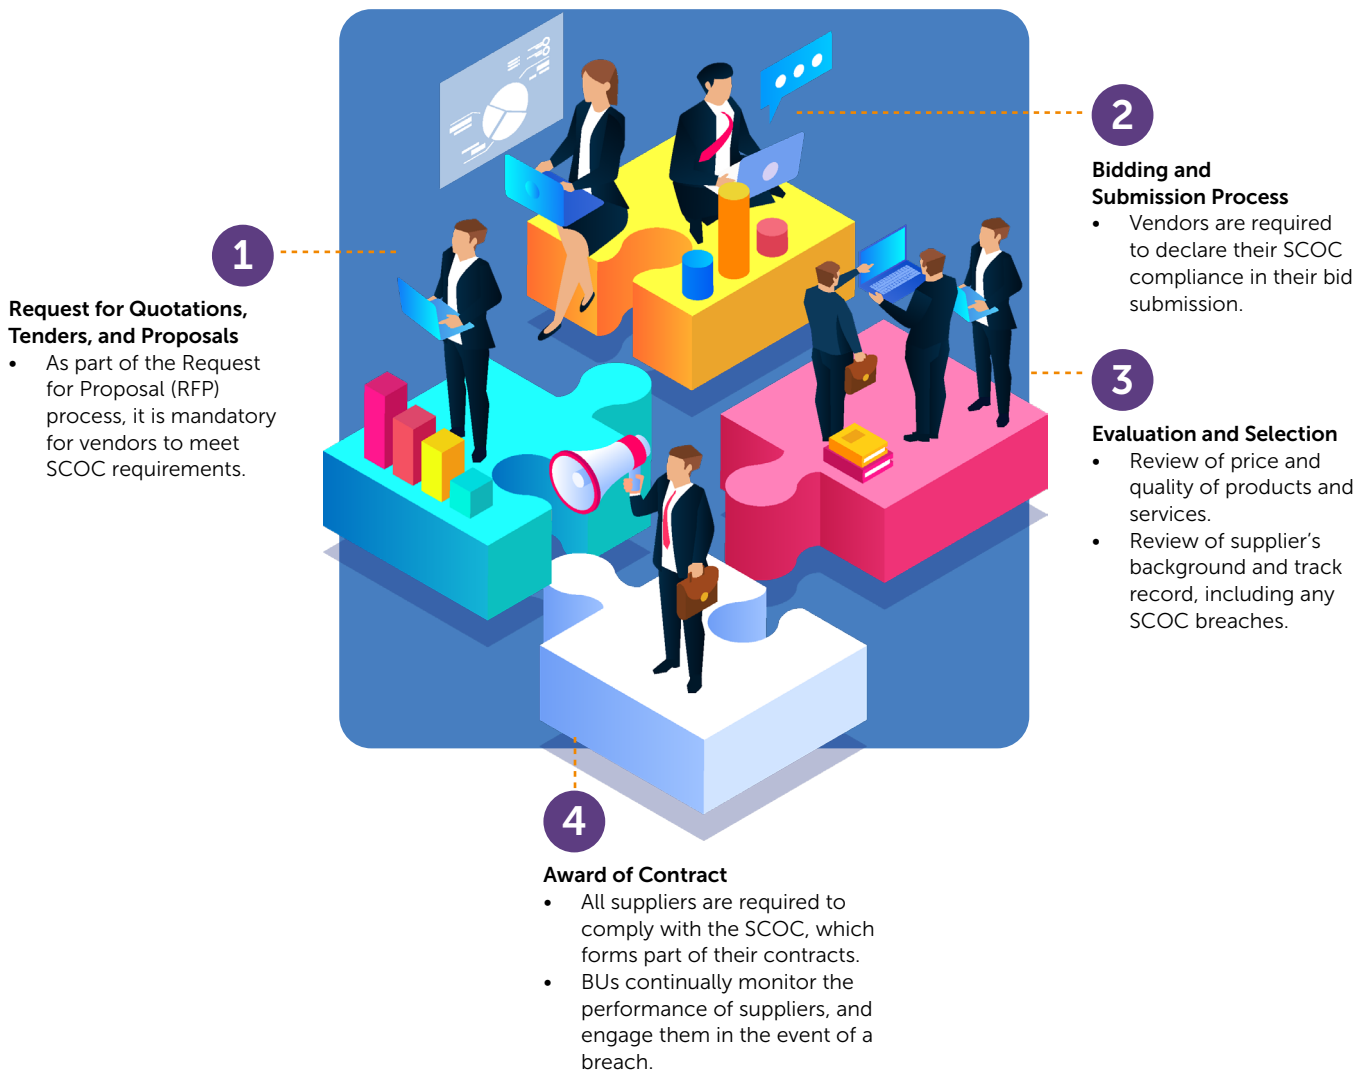 1
Request for Quotations,
Tenders, and Proposals
• As part of the Request
for Proposal (RFP)
process, it is mandatory
for vendors to meet
SCOC requirements.
2
Bidding and
Submission Process
• Vendors are required
to declare their SCOC
compliance in their bid
submission.
3
Evaluation and Selection
• Review of price and
quality of products and
services.
• Review of supplier’s
background and track
record, including any
SCOC breaches.
4
Award of Contract
• All suppliers are required to
comply with the SCOC, which
forms part of their contracts.
• BUs continually monitor the
performance of suppliers, and
engage them in the event of a
breach.